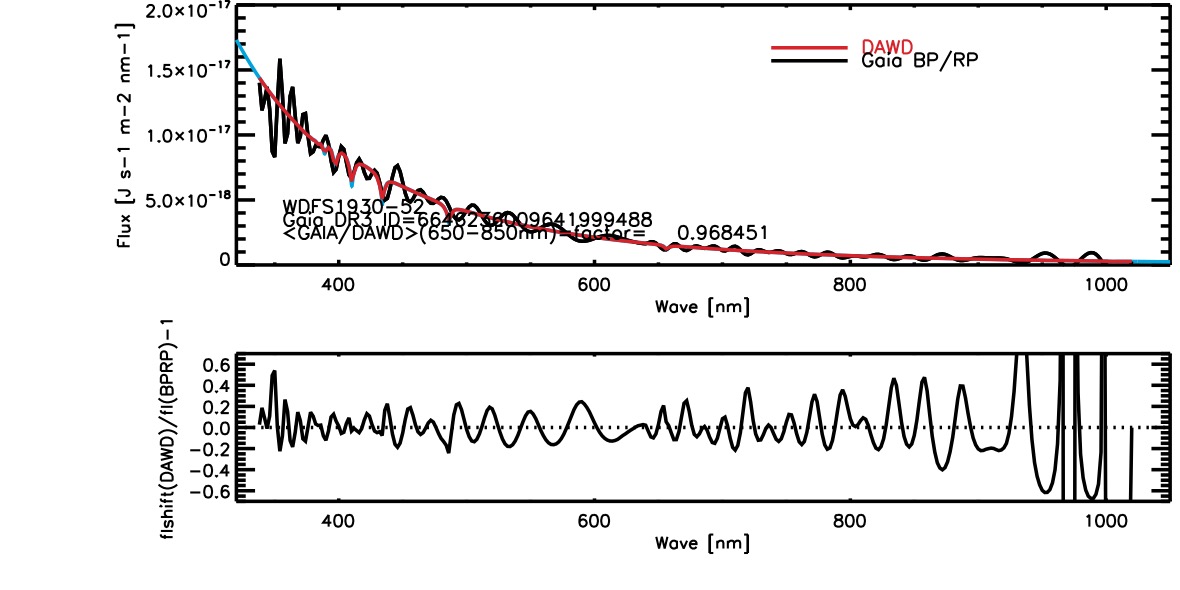 2.0×10−17
1.5×10−17
1.0×10−17
5.0×10−18
0
Flux [J s−1 m−2 nm−1]
DAWD
Gaia BP/RP
WDFS1930−52
Gaia DR3 ID=
<GAIA/DAWD>(650−850nm)=factor= 0.968451
400 600 800 1000
Wave [nm]
flshift(DAWD)/fl(BPRP)−1
0.6
0.4
0.2
0.0
−0.2
−0.4
−0.6
400 600 800 1000
Wave [nm]